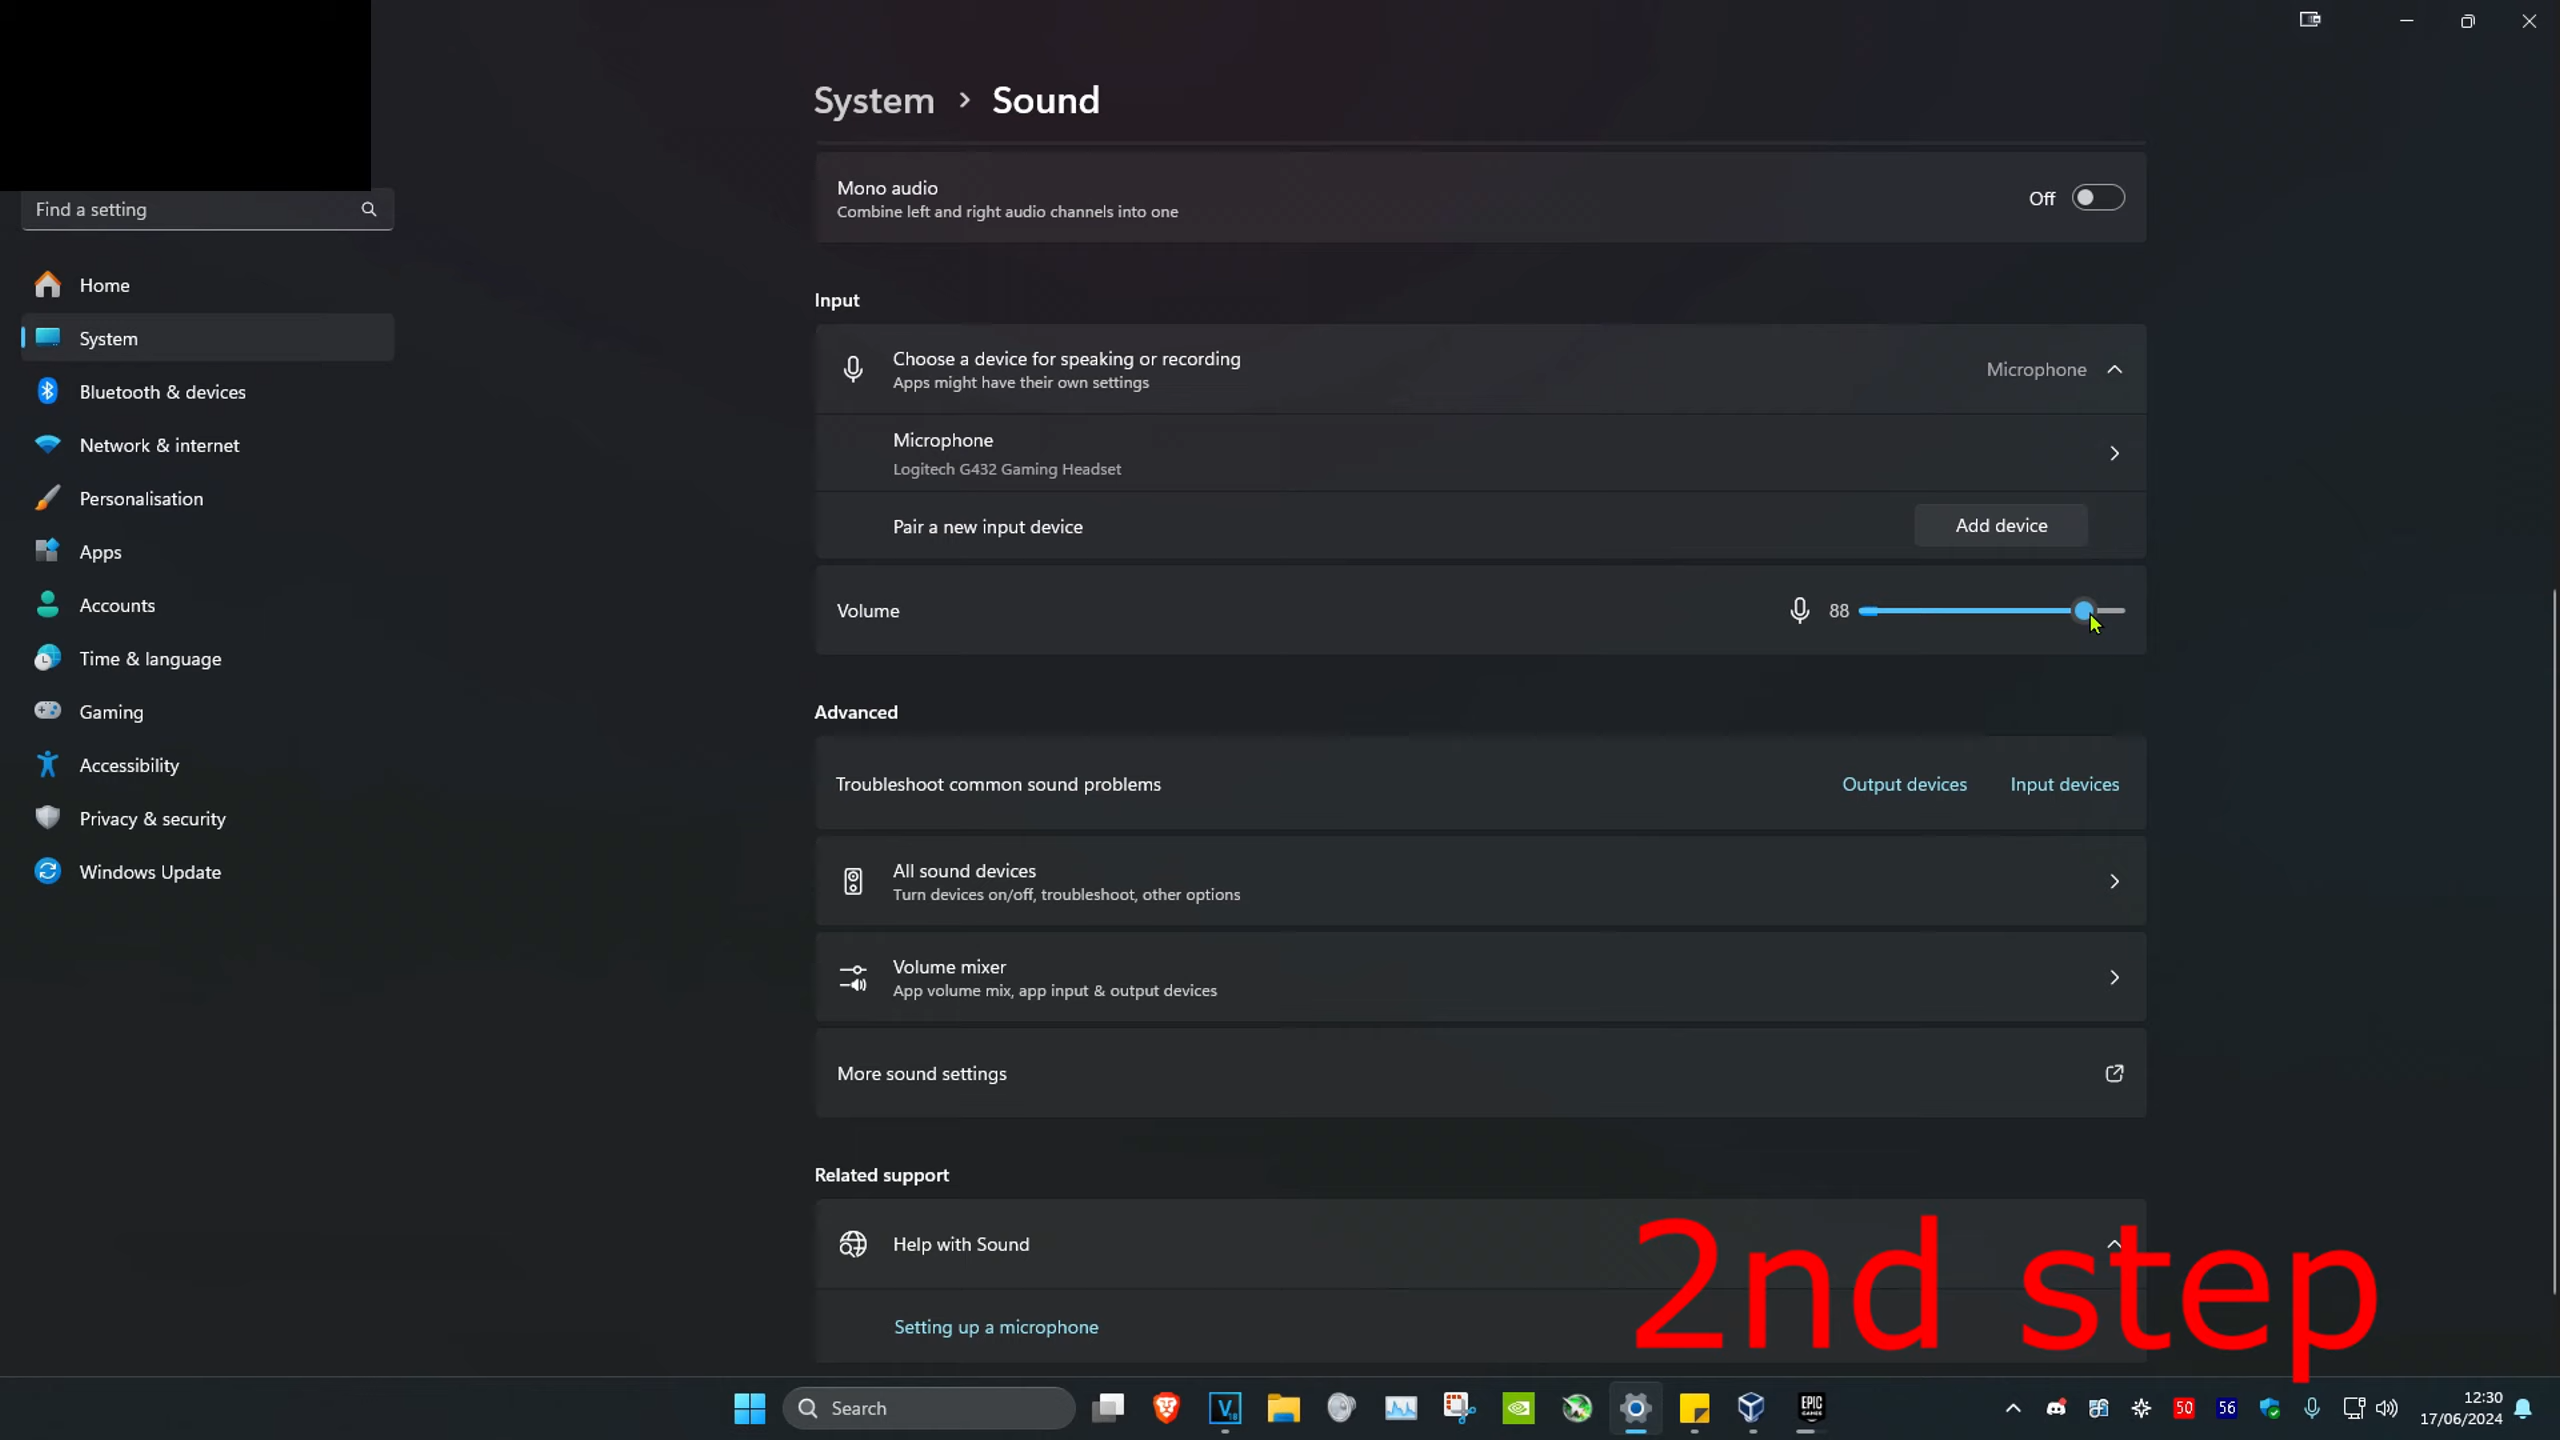 System > Sound
Find a setting
Home
System
Bluetooth & devices
Network & internet
Personalisation
Apps
Accounts
Time & language
Gaming
Accessibility
Privacy & security
Windows Update
Mono audio
Combine left and right audio channels into one
Off
Input
Choose a device for speaking or recording
Apps might have their own settings
Microphone
Microphone
Logitech G432 Gaming Headset
Pair a new input device
Add device
Volume
88
Advanced
Troubleshoot common sound problems
Output devices
Input devices
All sound devices
Turn devices on/off, troubleshoot, other options
Volume mixer
App volume mix, app input & output devices
More sound settings
Related support
Help with Sound
Setting up a microphone
2nd step
Search
V
18
EPIC
GAMES
50
56
12:30
17/06/2024